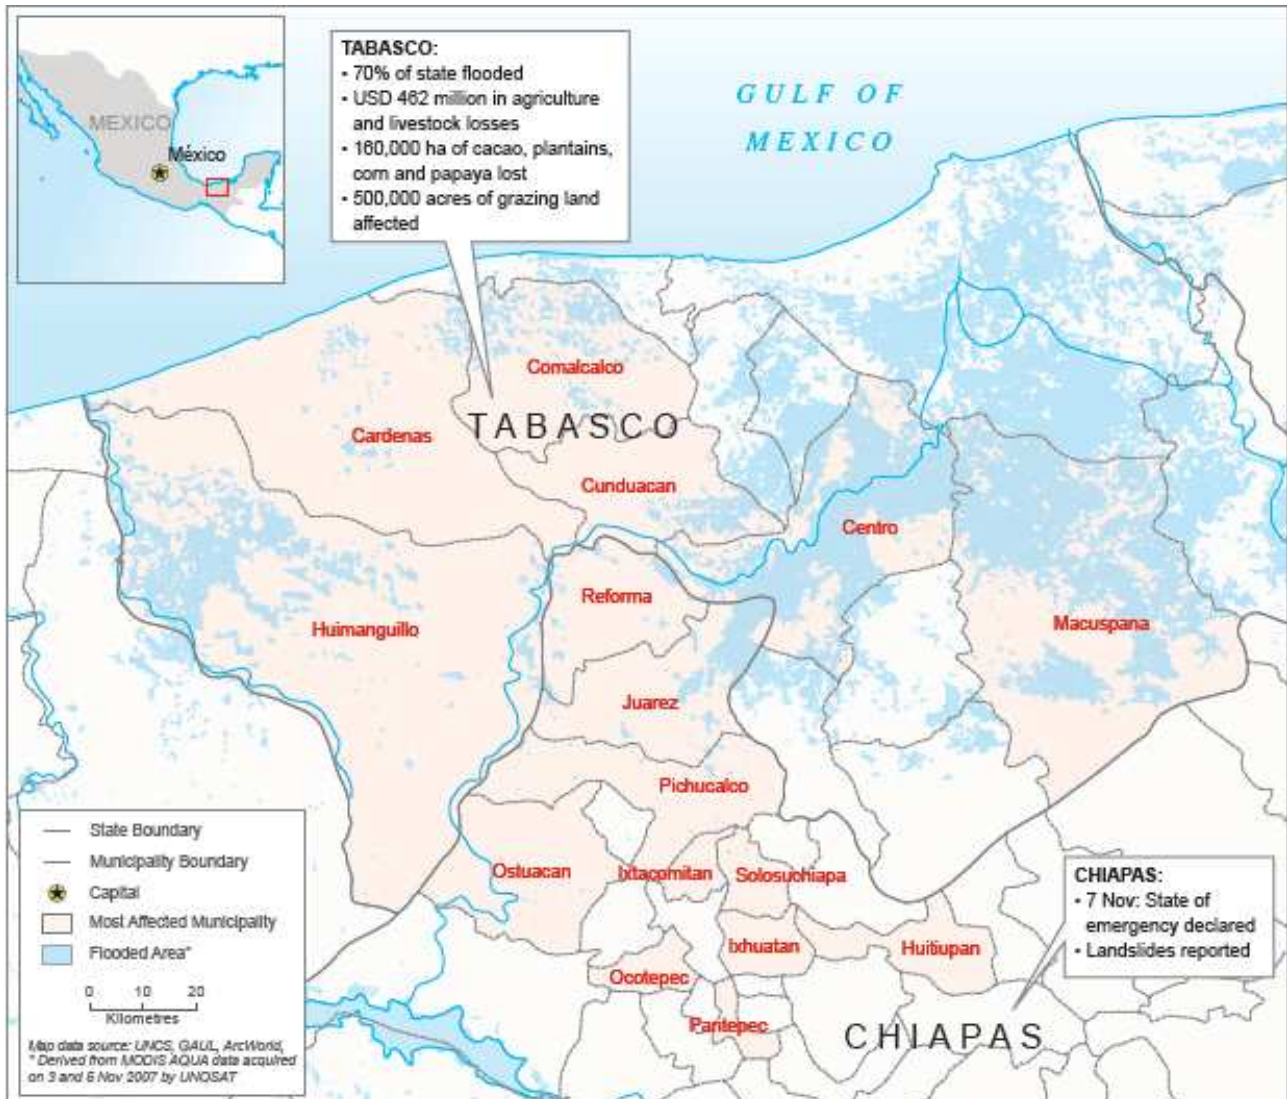 MEXICO
México
TABASCO:
• 70% of state flooded
• USD 462 million in agriculture
and livestock losses
• 160,000 ha of cacao, plantains,
corn and papaya lost
• 500,000 acres of grazing land
affected
GULF OF
MEXICO
Comalcalco
TABASCO
Cardenas
Cunduacan
Centro
Reforma
Huimanguillo
Macuspana
Juarez
Pichucalco
Ostuacan
Ixtacomitan
Solosuchiapa
Ixhuatan
Huitiupan
Ocotepec
Pantepec
CHIAPAS
CHIAPAS:
• 7 Nov: State of
emergency declared
• Landslides reported
State Boundary
Municipality Boundary
Capital
Most Affected Municipality
Flooded Area*
0 10 20
Kilometres
Map data source: UNCS, GAUL, ArcWorld,
* Derived from MODIS AQUA data acquired
on 3 and 6 Nov 2007 by UNOSAT